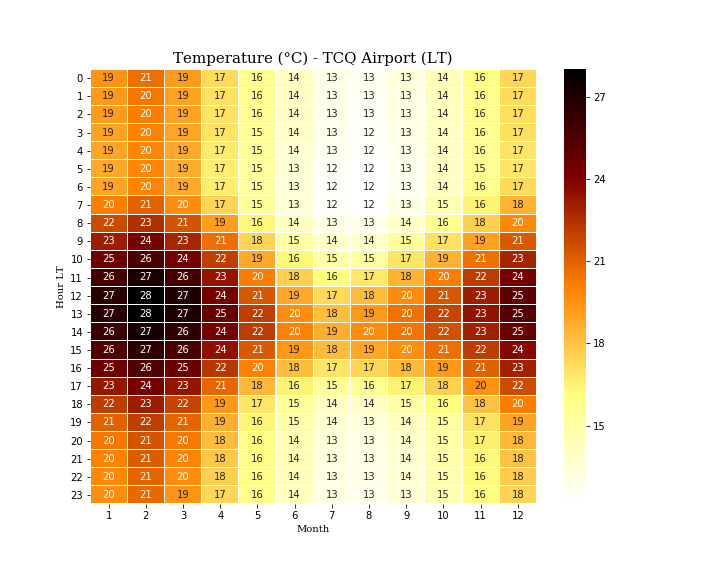 Temperature (°C) - TCQ Airport (LT)
0 19 21 19 17 16 14 13 13 13 14 16 17
1 19 20 19 17 16 14 13 13 13 14 16 17
2 19 20 19 17 16 14 13 13 13 14 16 17
3 19 20 19 17 15 14 13 12 13 14 16 17
4 19 20 19 17 15 14 13 12 13 14 16 17
5 19 20 19 17 15 13 12 12 13 14 15 17
6 19 20 19 17 15 13 12 12 13 14 16 17
7 20 21 20 17 15 13 12 12 13 15 16 18
8 22 23 21 19 16 14 13 13 14 16 18 20
9 23 24 23 21 18 15 14 14 15 17 19 21
10 25 26 24 22 19 16 15 15 17 19 21 23
11 26 27 26 23 20 18 16 17 18 20 22 24
12 27 28 27 24 21 19 17 18 20 21 23 25
13 27 28 27 25 22 20 18 19 20 22 23 25
14 26 27 26 24 22 20 19 20 20 22 23 25
15 26 27 26 24 21 19 18 19 20 21 22 24
16 25 26 25 22 20 18 17 17 18 19 21 23
17 23 24 23 21 18 16 15 16 17 18 20 22
18 22 23 22 19 17 15 14 14 15 16 18 20
19 21 22 21 19 16 15 14 13 14 15 17 19
20 20 21 20 18 16 14 13 13 14 15 17 18
21 20 21 20 18 16 14 13 13 14 15 16 18
22 20 21 20 18 16 14 13 13 14 15 16 18
23 20 21 19 17 16 14 13 13 13 15 16 18
1 2 3 4 5 6 7 8 9 10 11 12
Month
Hour LT
27
24
21
18
15